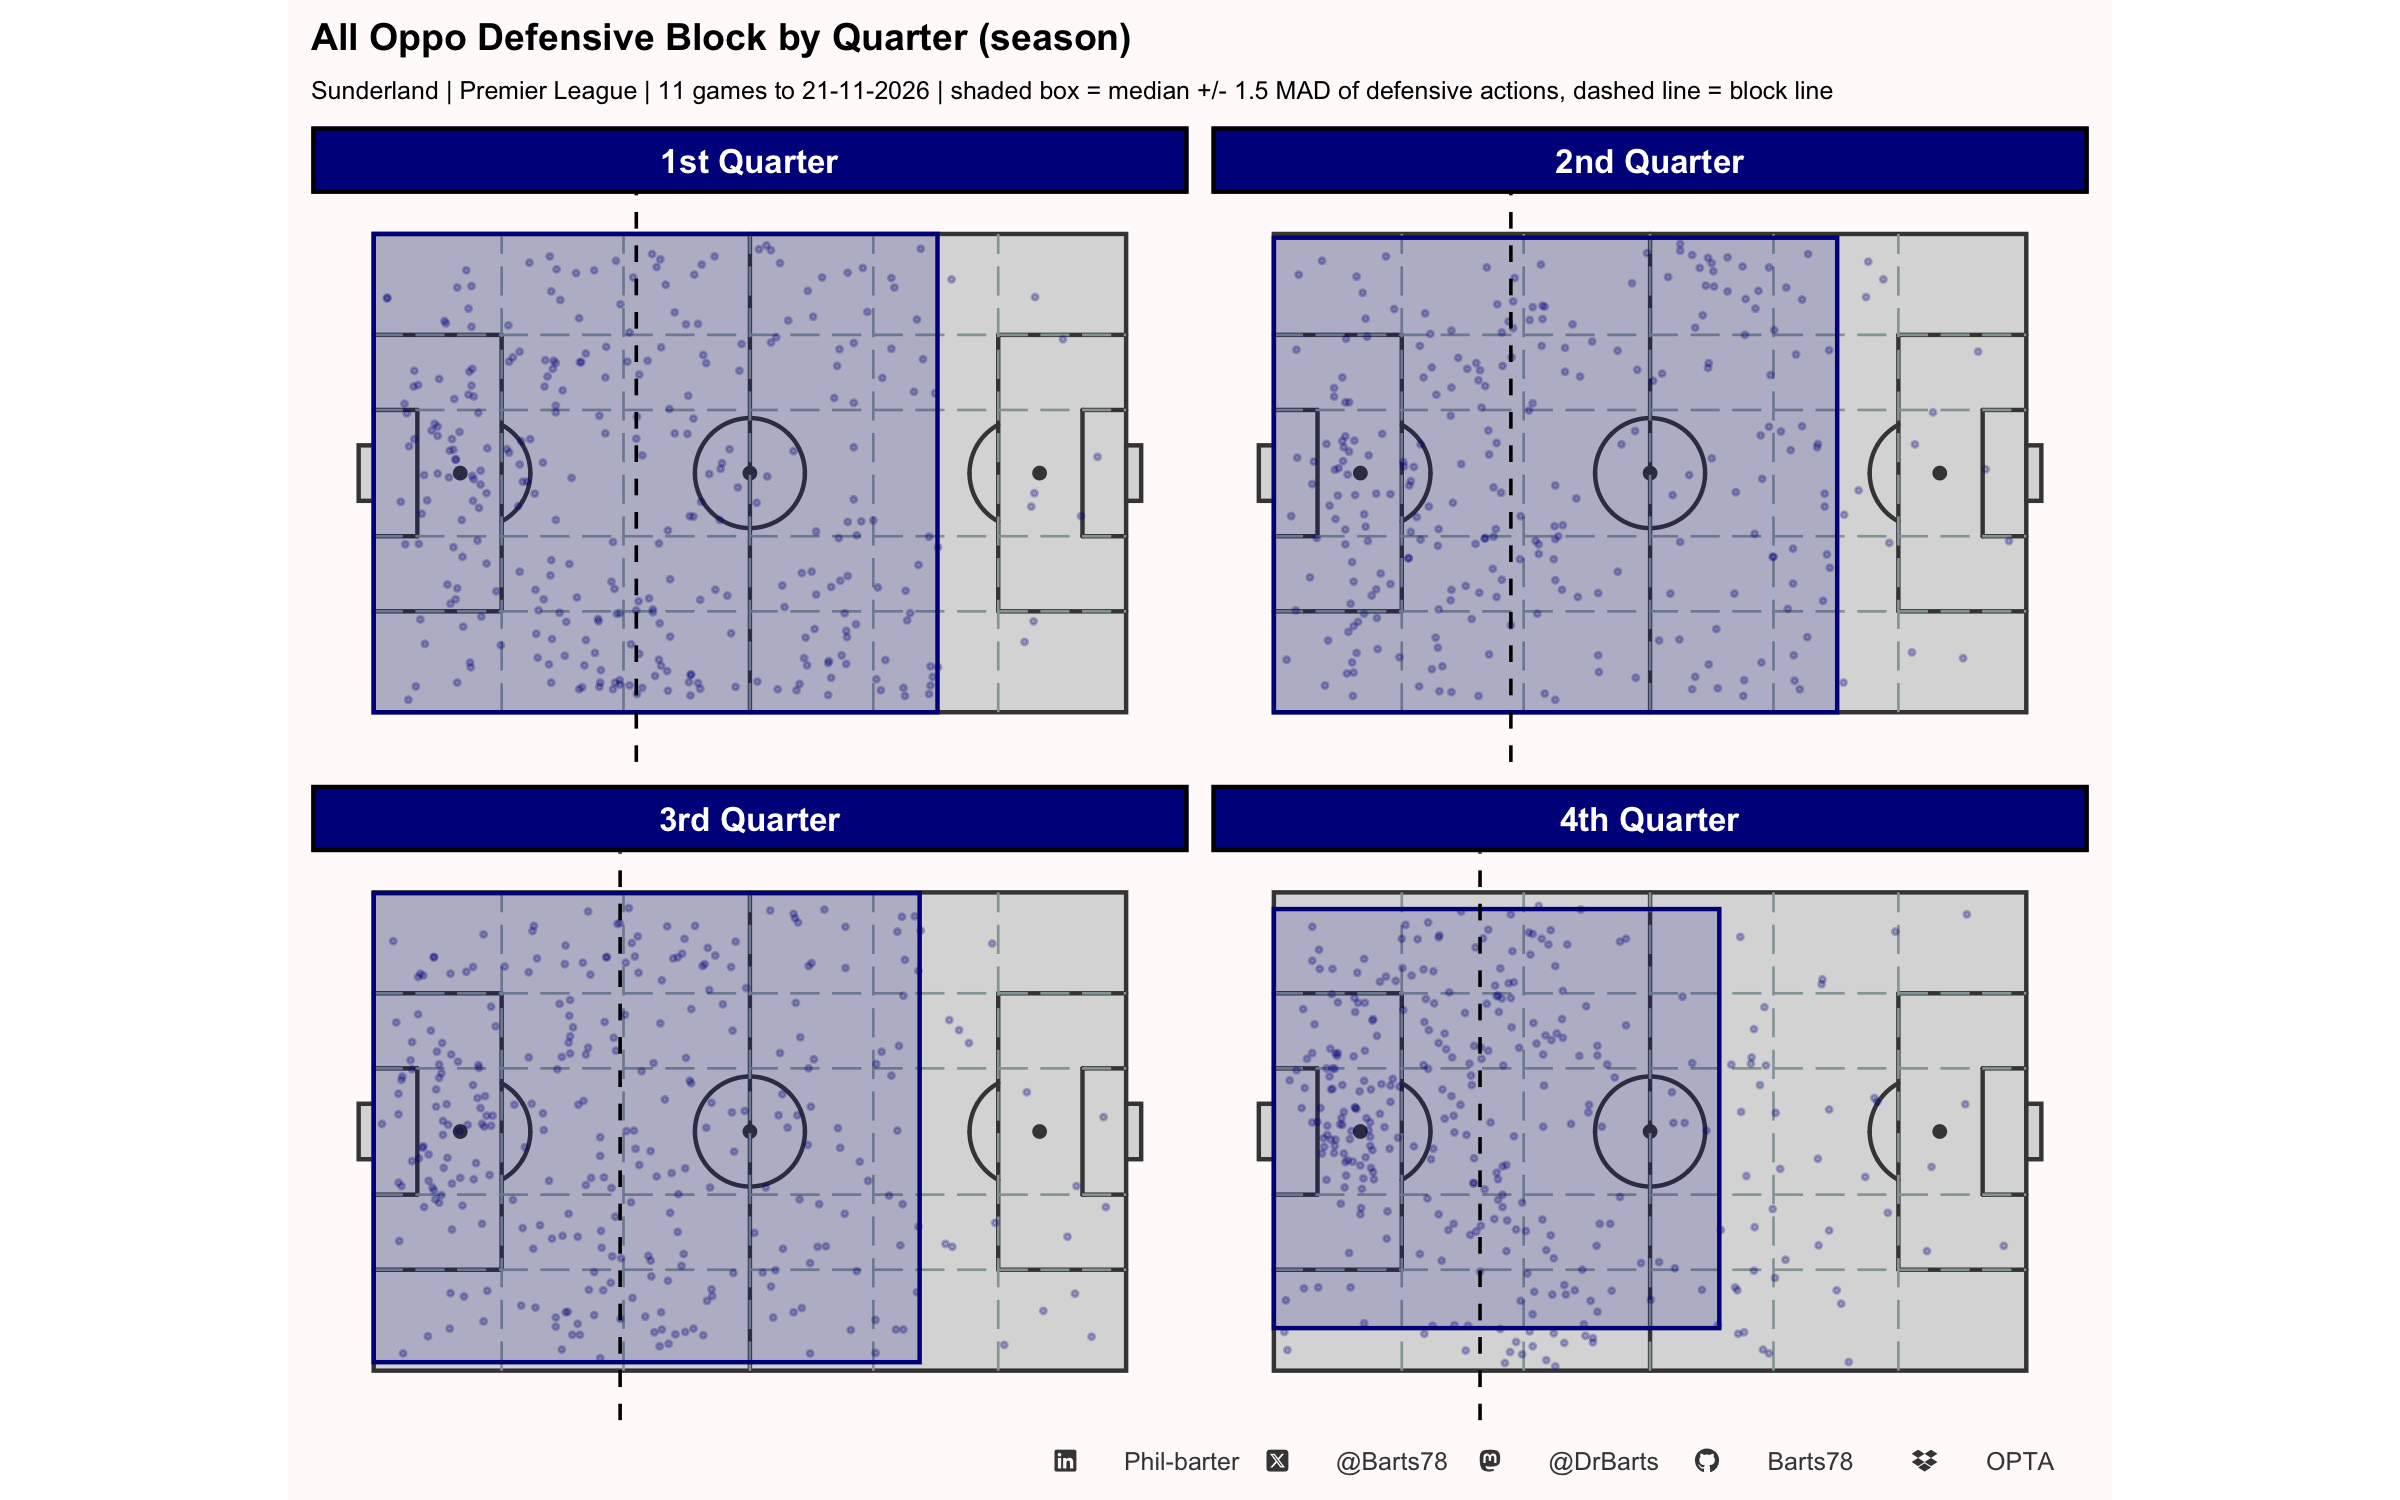 All Oppo Defensive Block by Quarter (season)
Sunderland | Premier League | 11 games to 21-11-2026 | shaded box = median +/- 1.5 MAD of defensive actions, dashed line = block line
1st Quarter
2nd Quarter
3rd Quarter
4th Quarter
Phil-barter @Barts78 @DrBarts Barts78 OPTA